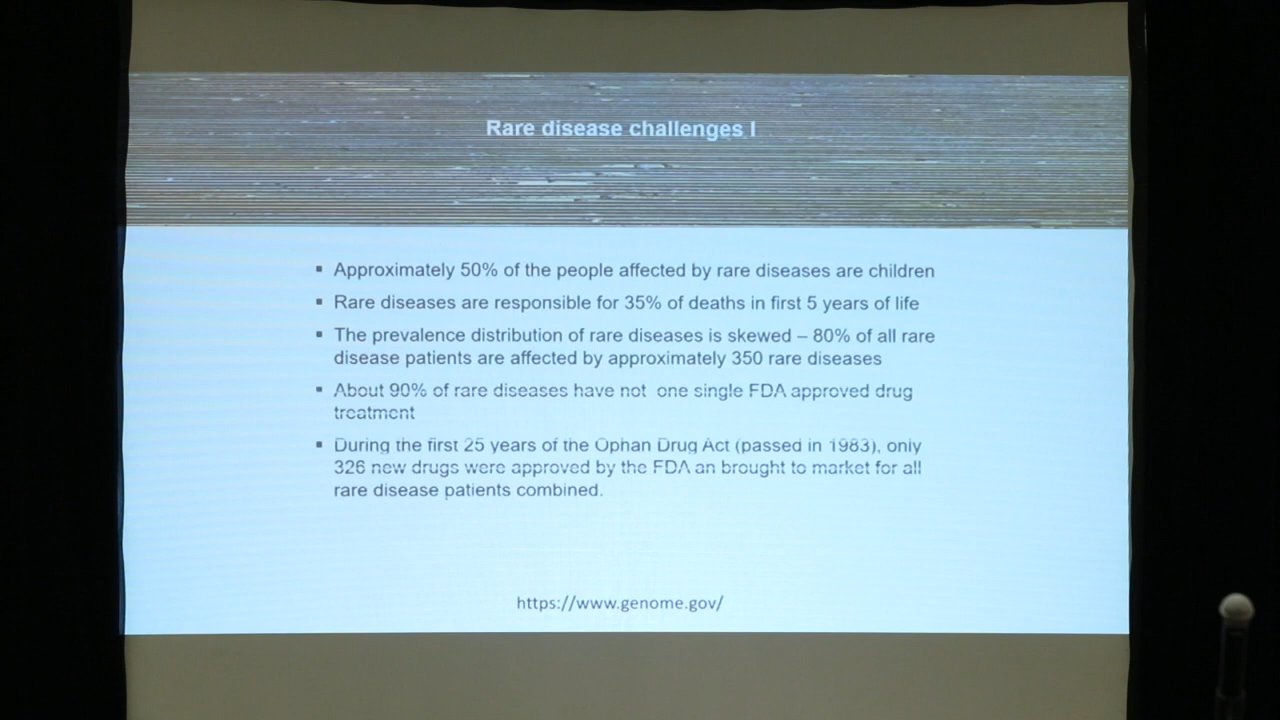 Rare disease challenges I
▪ Approximately 50% of the people affected by rare diseases are children
▪ Rare diseases are responsible for 35% of deaths in first 5 years of life
▪ The prevalence distribution of rare diseases is skewed – 80% of all rare
disease patients are affected by approximately 350 rare diseases
▪ About 90% of rare diseases have not  one single FDA approved drug
treatment
▪ During the first 25 years of the Ophan Drug Act (passed in 1983), only
326 new drugs were approved by the FDA an brought to market for all
rare disease patients combined.
https://www.genome.gov/